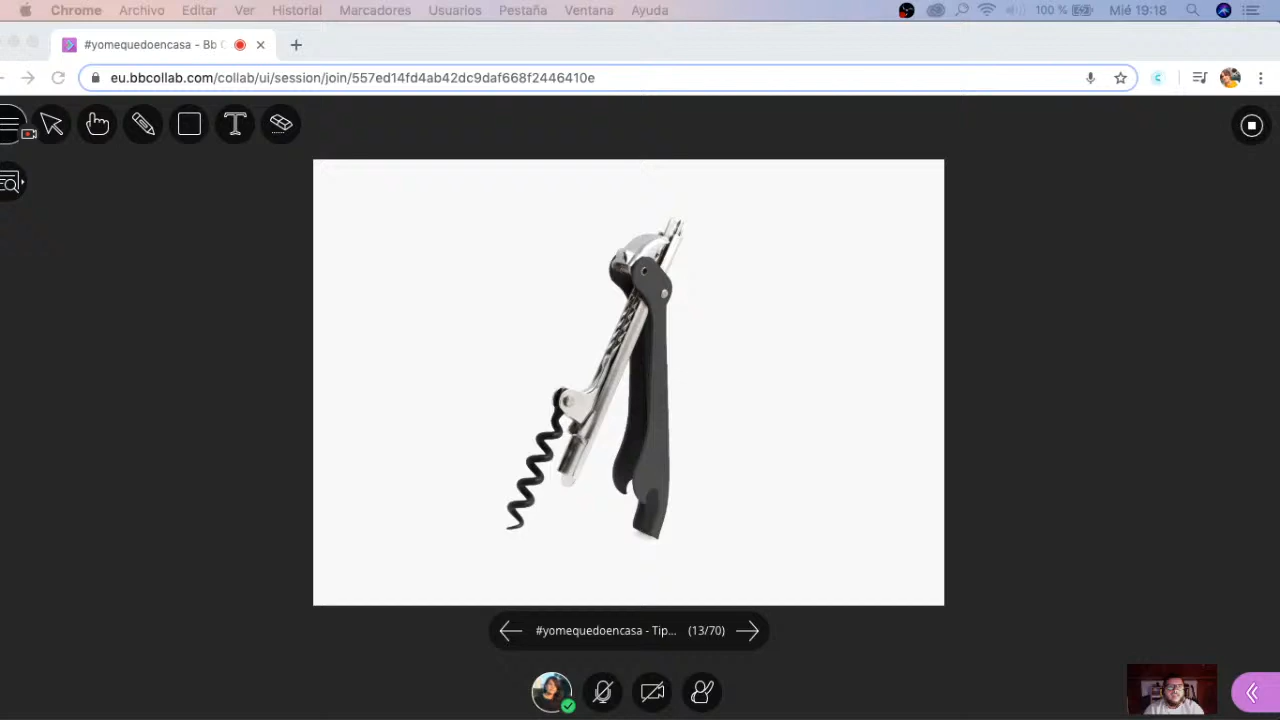 Chrome Archivo Editar Ver Historial Marcadores Usuarios Pestaña Ventana Ayuda 100 % Mié 19:18
#yomequedoencasa - Bb C
eu.bbcollab.com/collab/ui/session/join/557ed14fd4ab42dc9daf668f2446410e
T
#yomequedoencasa - Tip... (13/70)